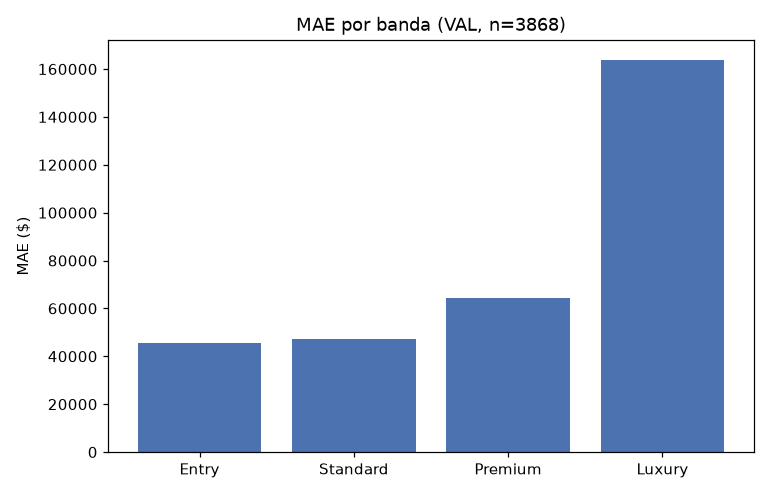 MAE por banda (VAL, n=3868)
MAE ($)
160000
140000
120000
100000
80000
60000
40000
20000
0
Entry
Standard
Premium
Luxury